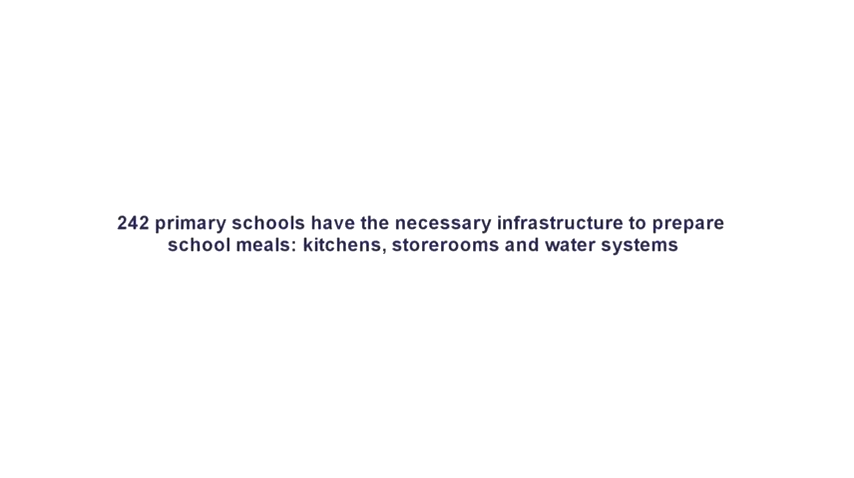 242 primary schools have the necessary infrastructure to prepare
school meals: kitchens, storerooms and water systems